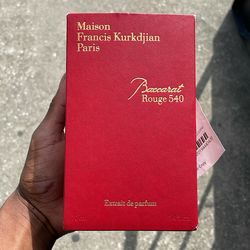 Maison
Francis Kurkdjian
Paris
Baccarat
Rouge 540
Extrait de parfum